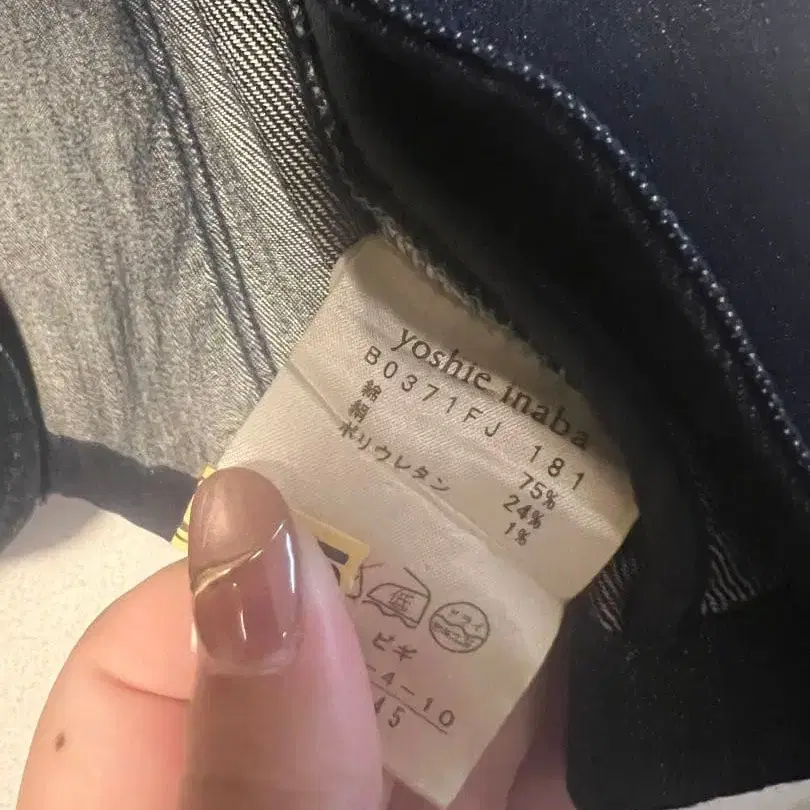 yoshie inaba
B0371FJ 181
綿 75%
絹 24%
ポリウレタン 1%
低
ドライ
ビギ
-4-10
45